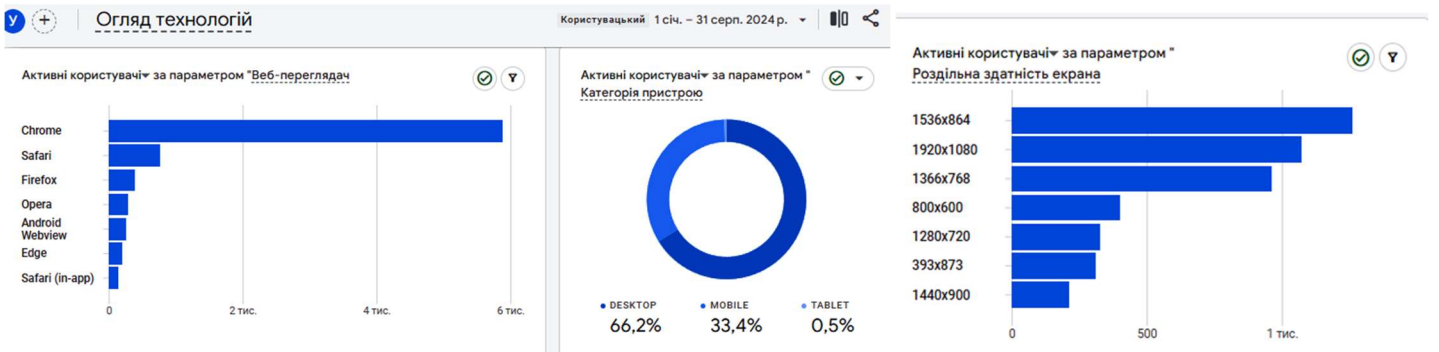 У
Огляд технологій
Користувацький 1 січ. – 31 серп. 2024 р.
Активні користувачі за параметром "Веб-переглядач
Chrome
Safari
Firefox
Opera
Android
Webview
Edge
Safari (in-app)
0 2 тис. 4 тис. 6 тис.
Активні користувачі за параметром "
Категорія пристрою
DESKTOP MOBILE TABLET
66,2% 33,4% 0,5%
Активні користувачі за параметром "
Роздільна здатність екрана
1536x864
1920x1080
1366x768
800x600
1280x720
393x873
1440x900
0 500 1 тис.